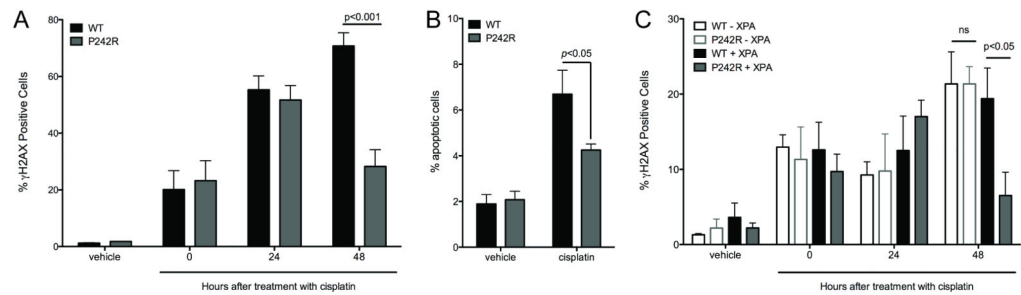 A
WT
P242R
p<0.001
% γH2AX Positive Cells
80
60
40
20
0
vehicle
0
24
48
Hours after treatment with cisplatin
B
WT
P242R
p<0.05
% apoptotic cells
10
8
6
4
2
0
vehicle
cisplatin
C
WT - XPA
P242R - XPA
WT + XPA
P242R + XPA
ns
p<0.05
% γH2AX Positive Cells
30
20
10
0
vehicle
0
24
48
Hours after treatment with cisplatin